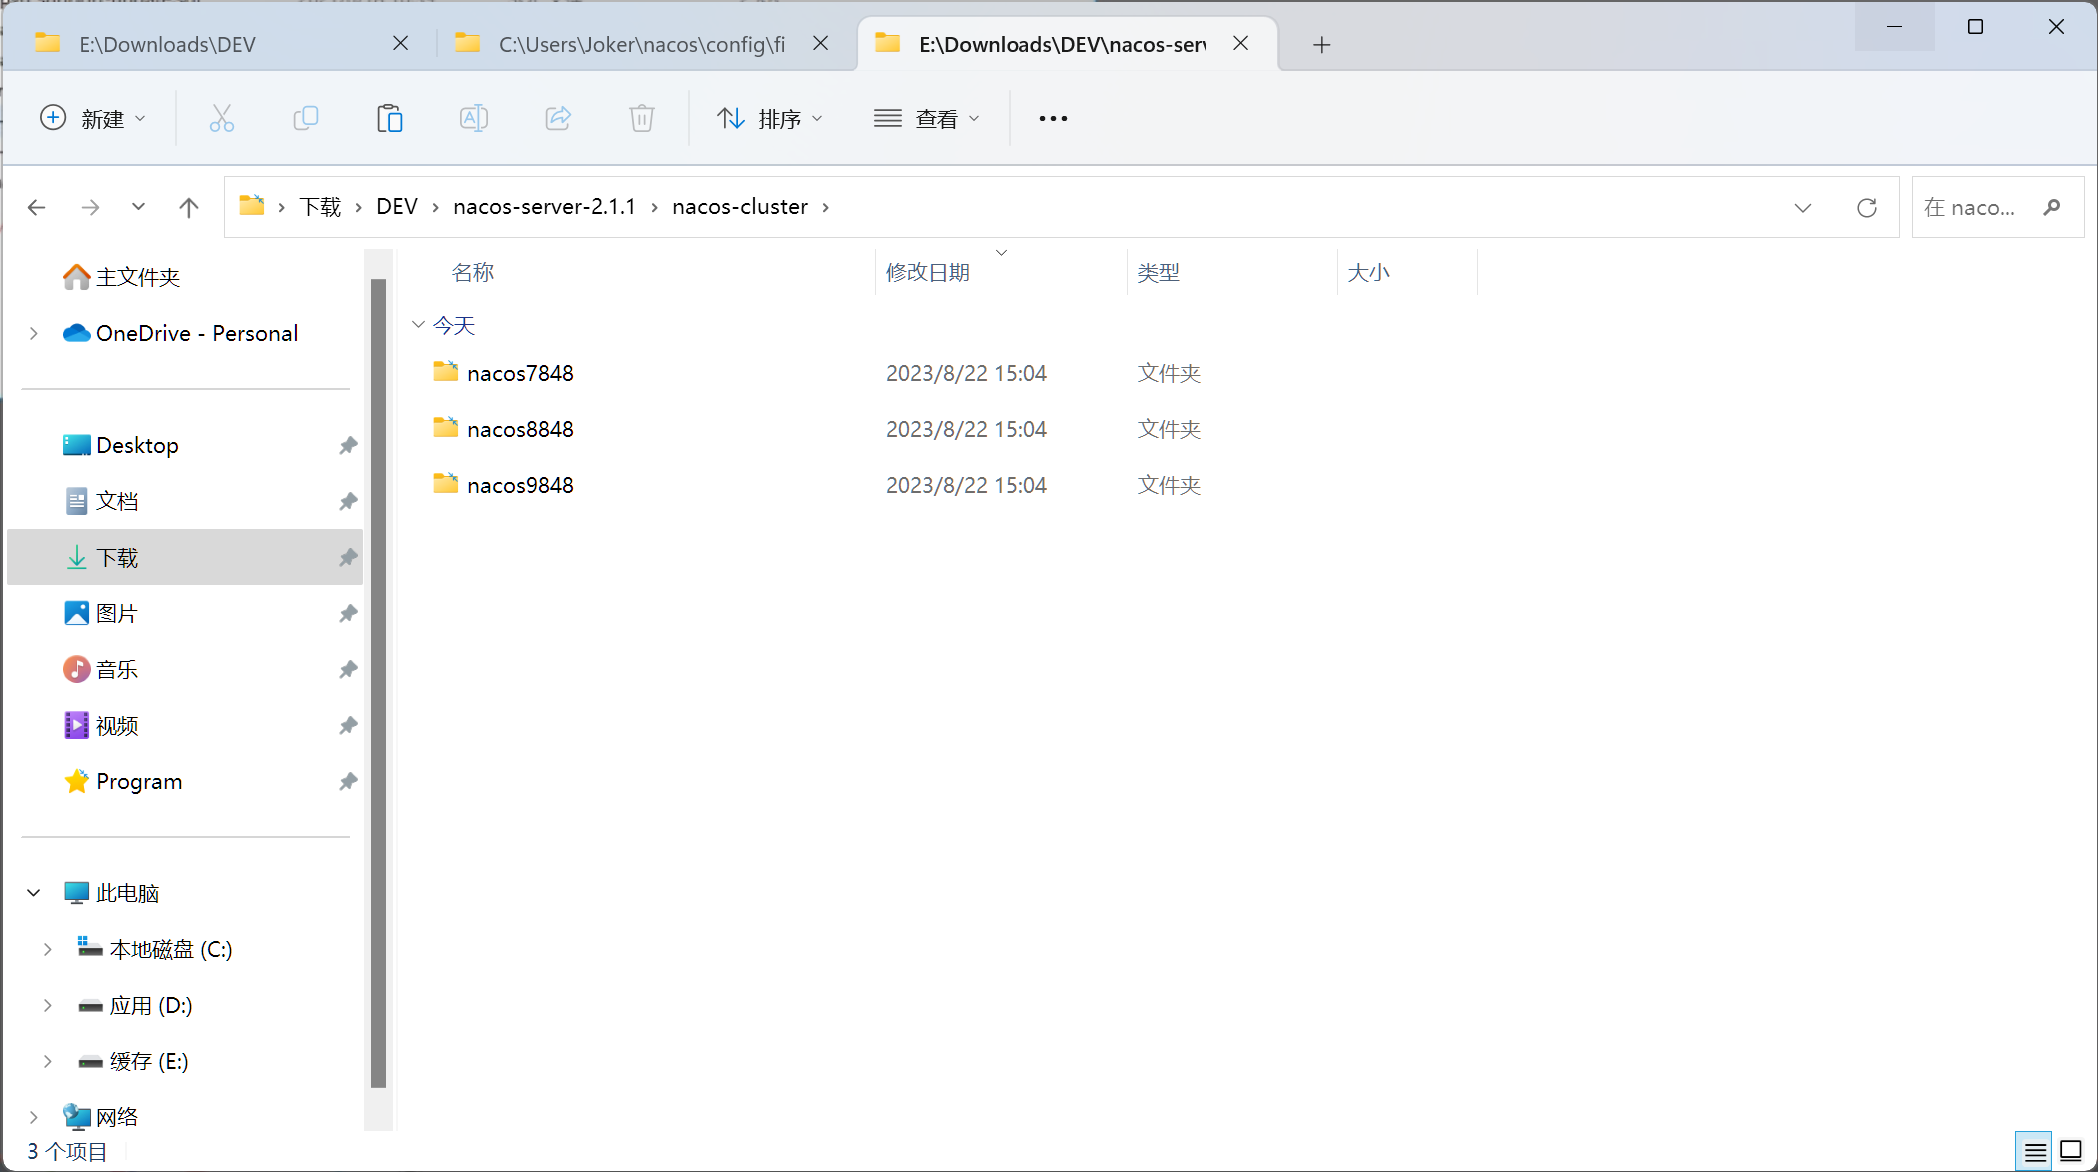 E:\Downloads\DEV
C:\Users\Joker\nacos\config\fi
E:\Downloads\DEV\nacos-ser
新建
排序
查看
下载 DEV nacos-server-2.1.1 nacos-cluster
在 naco...
主文件夹
OneDrive - Personal
Desktop
文档
下载
图片
音乐
视频
Program
此电脑
本地磁盘 (C:)
应用 (D:)
缓存 (E:)
网络
名称 修改日期 类型 大小
今天
nacos7848 2023/8/22 15:04 文件夹
nacos8848 2023/8/22 15:04 文件夹
nacos9848 2023/8/22 15:04 文件夹
3 个项目